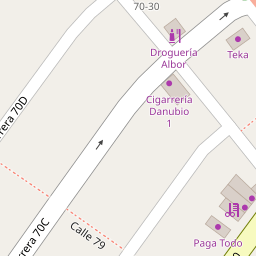 70-30
Droguería
Albor
Teka
Cigarrería
Danubio
1
rrera 70D
Calle 79
rrera 70C
Paga Todo